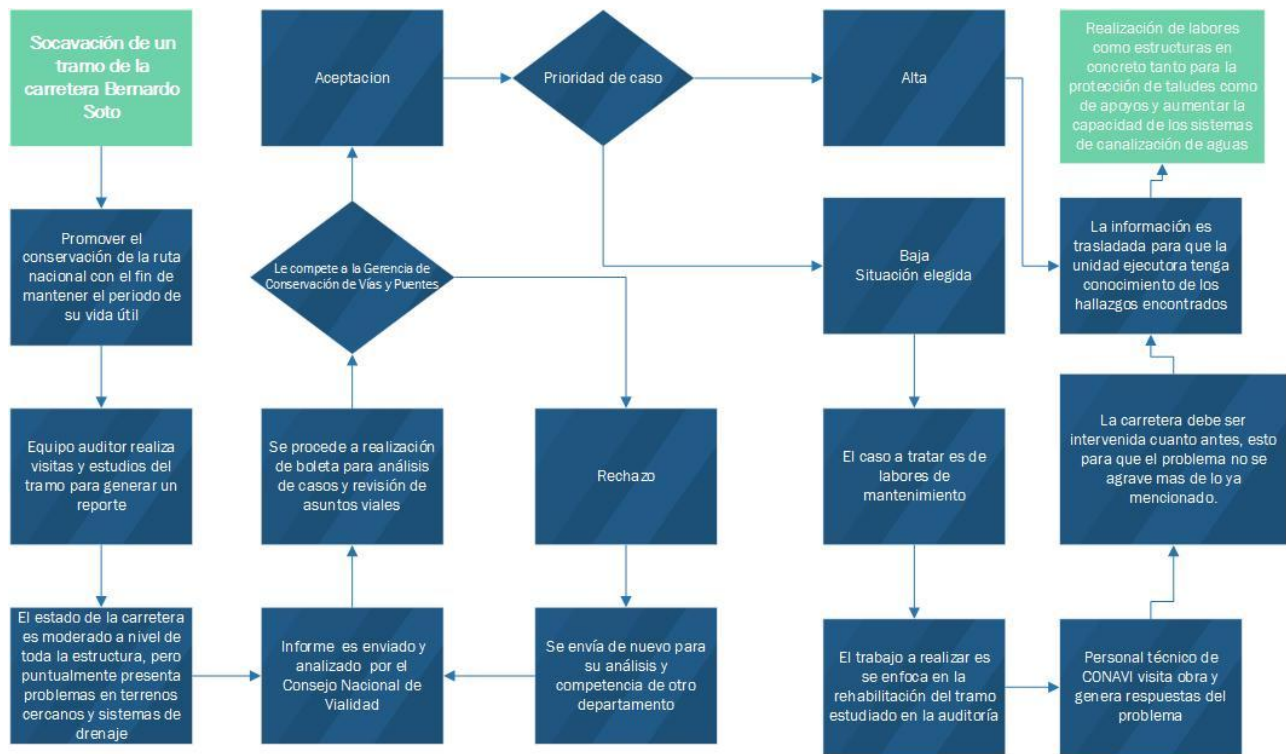 Socavación de un
tramo de la
carretera Bernardo
Soto
Promover el
conservación de la ruta
nacional con el fin de
mantener el periodo de
su vida útil
Equipo auditor realiza
visitas y estudios del
tramo para generar un
reporte
El estado de la carretera
es moderado a nivel de
toda la estructura, pero
puntualmente presenta
problemas en terrenos
cercanos y sistemas de
drenaje
Informe es enviado y
analizado por el
Consejo Nacional de
Vialidad
Se procede a realización
de boleta para análisis
de casos y revisión de
asuntos viales
Le compete a la Gerencia de
Conservación de Vías y Puentes
Aceptacion
Rechazo
Se envía de nuevo para
su análisis y
competencia de otro
departamento
Prioridad de caso
Alta
Baja
Situación elegida
El caso a tratar es de
labores de
mantenimiento
El trabajo a realizar es
se enfoca en la
rehabilitación del tramo
estudiado en la auditoría
Personal técnico de
CONAVI visita obra y
genera respuestas del
problema
La carretera debe ser
intervenida cuanto antes, esto
para que el problema no se
agrave mas de lo ya
mencionado.
La información es
trasladada para que la
unidad ejecutora tenga
conocimiento de los
hallazgos encontrados
Realización de labores
como estructuras en
concreto tanto para la
protección de taludes como
de apoyos y aumentar la
capacidad de los sistemas
de canalización de aguas